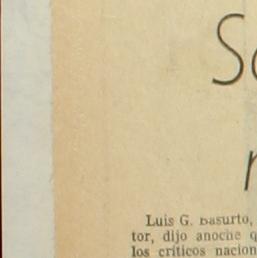 S
Luis G. Basurto,
tor, dijo anoche q
los críticos nacion